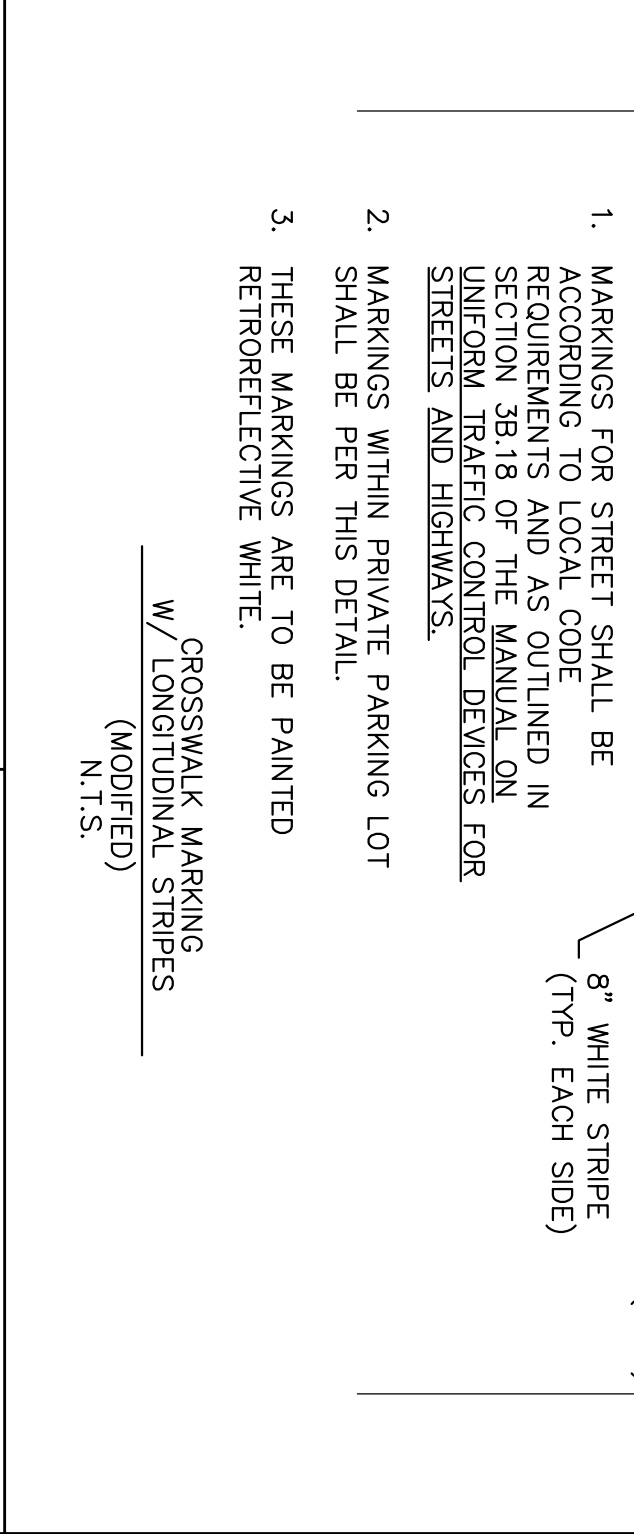 1. MARKINGS FOR STREET SHALL BE
ACCORDING TO LOCAL CODE
REQUIREMENTS AND AS OUTLINED IN
SECTION 3B.18 OF THE MANUAL ON
UNIFORM TRAFFIC CONTROL DEVICES FOR
STREETS AND HIGHWAYS.
2. MARKINGS WITHIN PRIVATE PARKING LOT
SHALL BE PER THIS DETAIL.
3. THESE MARKINGS ARE TO BE PAINTED
RETROREFLECTIVE WHITE.
8" WHITE STRIPE
(TYP. EACH SIDE)
CROSSWALK MARKING
W/ LONGITUDINAL STRIPES
(MODIFIED)
N.T.S.